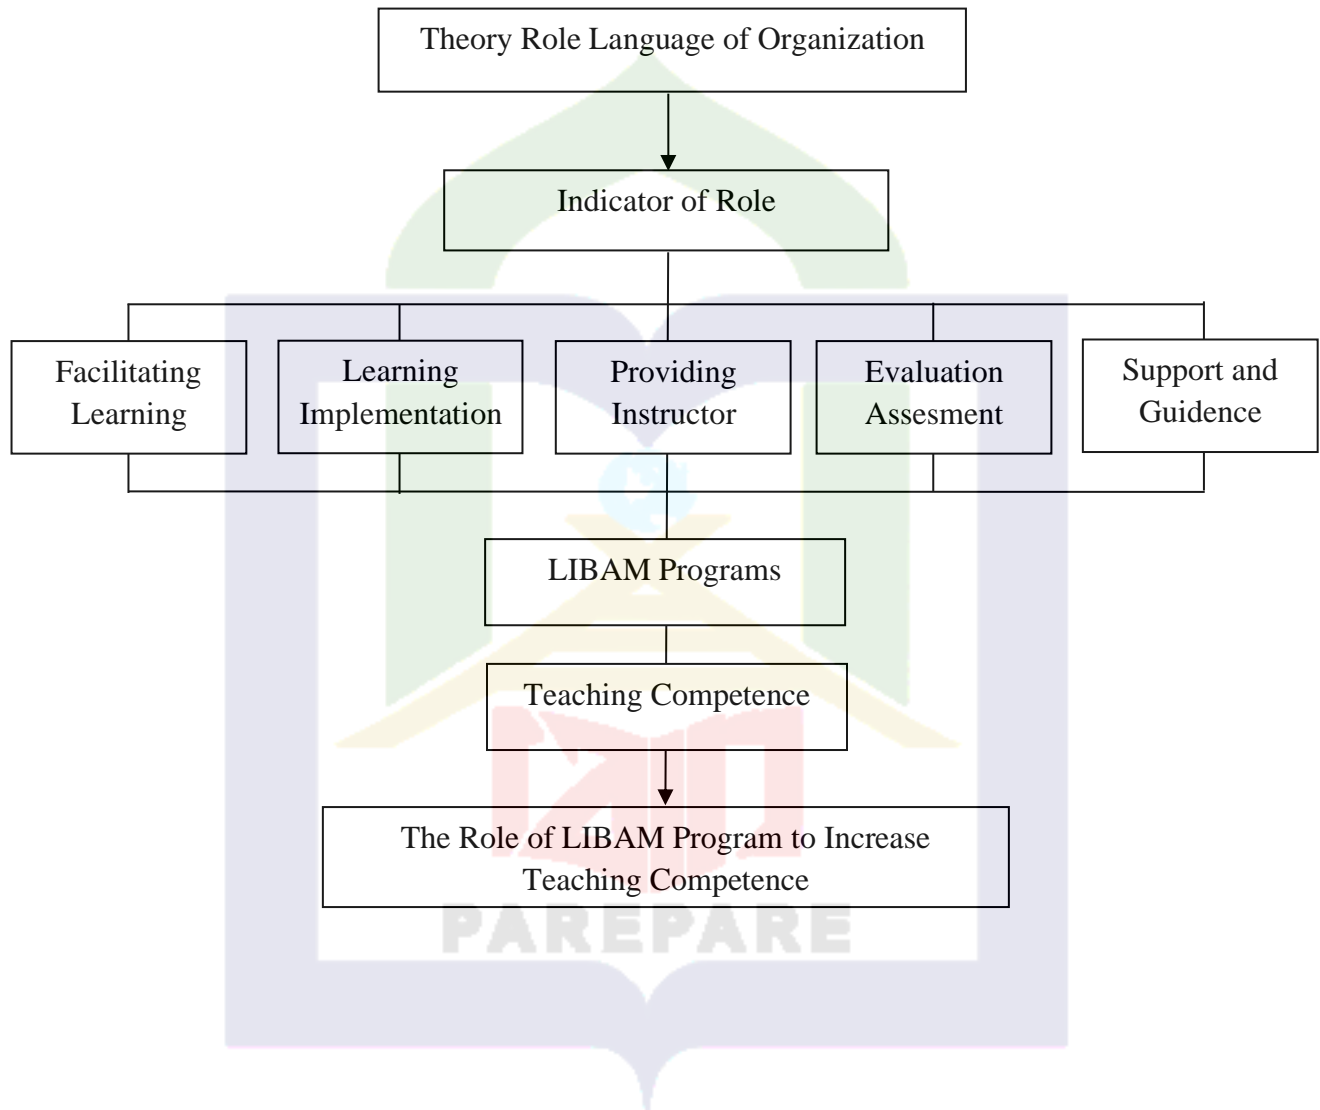 Theory Role Language of Organization
Indicator of Role
Facilitating
Learning
Learning
Implementation
Providing
Instructor
Evaluation
Assesment
Support and
Guidence
LIBAM Programs
Teaching Competence
The Role of LIBAM Program to Increase
Teaching Competence
PAREPARE